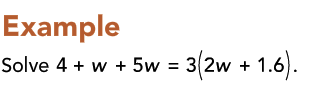 Example
Solve 4 + w + 5w = 3(2w + 1.6).